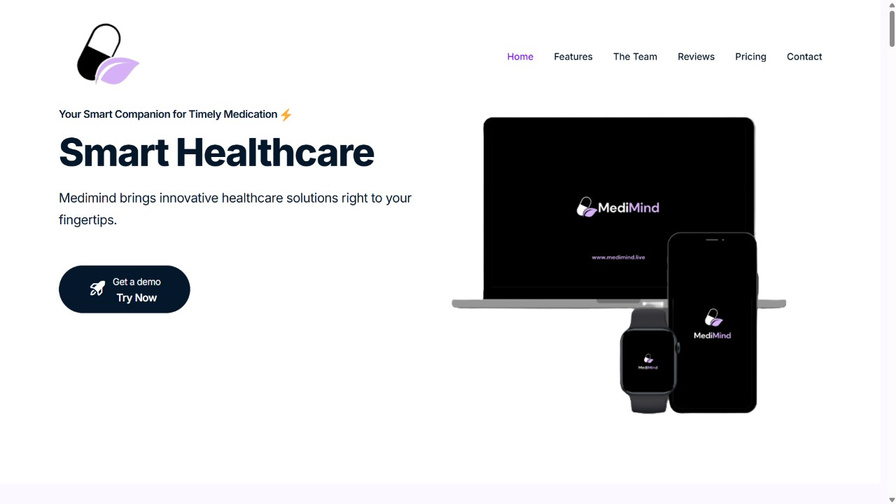 Home Features The Team Reviews Pricing Contact
Your Smart Companion for Timely Medication
Smart Healthcare
Medimind brings innovative healthcare solutions right to your
fingertips.
Get a demo
Try Now
MediMind
www.medimind.live
MediMind
MediMind